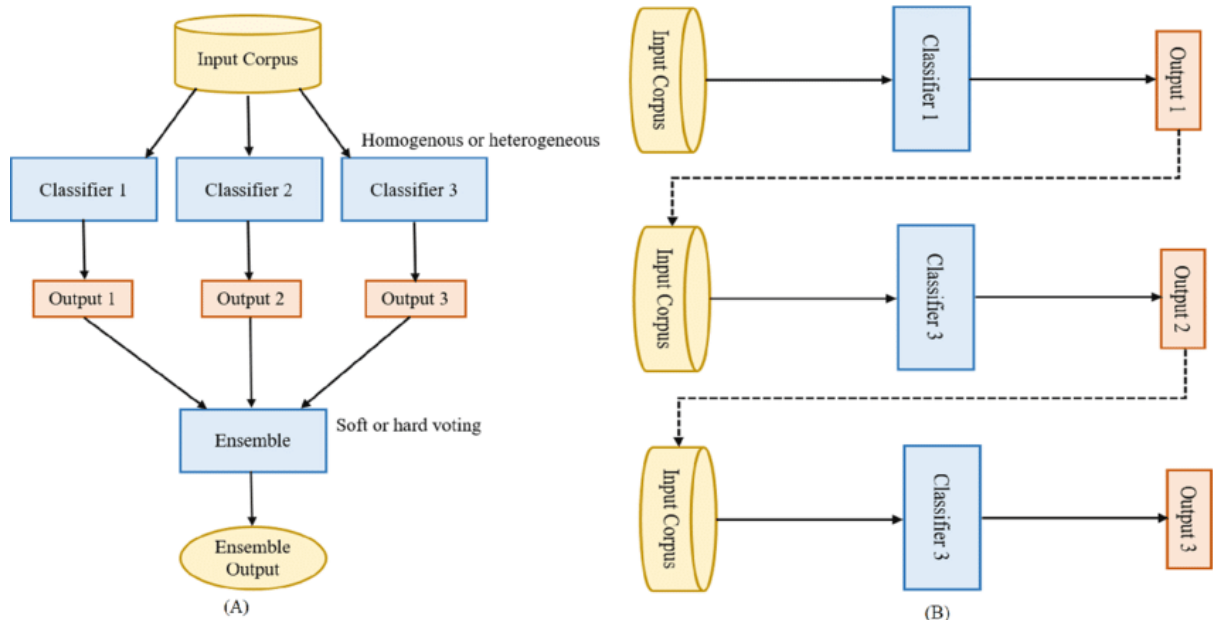 Input Corpus
Homogenous or heterogeneous
Classifier 1
Classifier 2
Classifier 3
Output 1
Output 2
Output 3
Soft or hard voting
Ensemble
Ensemble
Output
(A)
Input Corpus
Classifier 1
Output 1
Input Corpus
Classifier 3
Output 2
Input Corpus
Classifier 3
Output 3
(B)